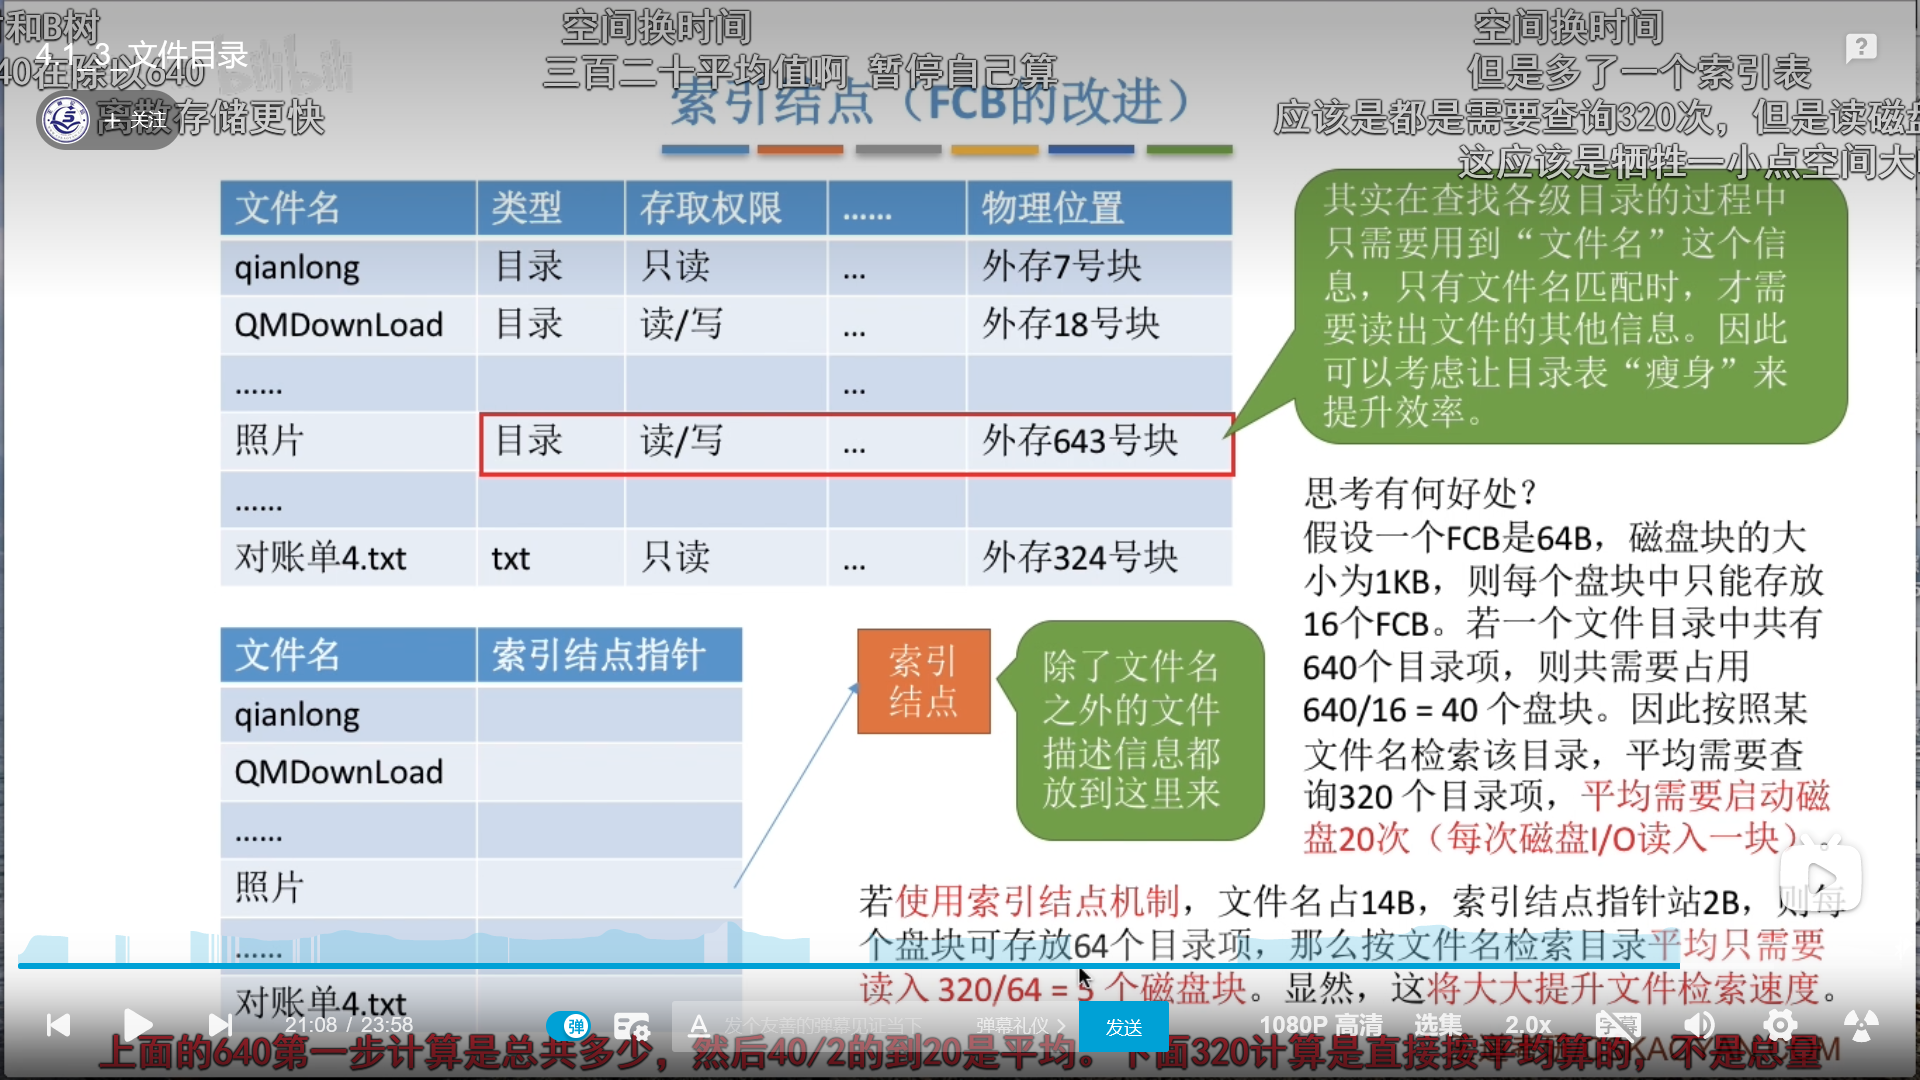 和B树
空间换时间
空间换时间
4.1_3_文件目录
40在除以640
三百二十平均值啊 暂停自己算
但是多了一个索引表
bilibili
离散存储更快
+ 关注
索引结点（FCB的改进）
应该是都是需要查询320次，但是读磁盘
这应该是牺牲一小点空间大
文件名 类型 存取权限 ...... 物理位置
qianlong 目录 只读 ... 外存7号块
QMDownLoad 目录 读/写 ... 外存18号块
...... ...
照片 目录 读/写 ... 外存643号块
......
对账单4.txt txt 只读 ... 外存324号块
其实在查找各级目录的过程中
只需要用到“文件名”这个信
息，只有文件名匹配时，才需
要读出文件的其他信息。因此
可以考虑让目录表“瘦身”来
提升效率。
思考有何好处？
假设一个FCB是64B，磁盘块的大
小为1KB，则每个盘块中只能存放
16个FCB。若一个文件目录中共有
640个目录项，则共需要占用
640/16 = 40 个盘块。因此按照某
文件名检索该目录，平均需要查
询320 个目录项，平均需要启动磁
盘20次（每次磁盘I/O读入一块）
文件名 索引结点指针
qianlong
QMDownLoad
......
照片
......
对账单4.txt
索引
结点
除了文件名
之外的文件
描述信息都
放到这里来
若使用索引结点机制，文件名占14B，索引结点指针站2B，则每
个盘块可存放64个目录项，那么按文件名检索目录平均只需要
读入 320/64 = 5 个磁盘块。显然，这将大大提升文件检索速度。
21:08 / 23:58
弹
A 发个友善的弹幕见证当下
弹幕礼仪 >
发送
1080P 高清 选集 2.0x 字幕
上面的640第一步计算是总共多少，然后40/2的到20是平均。下面320计算是直接按平均算的，不是总量